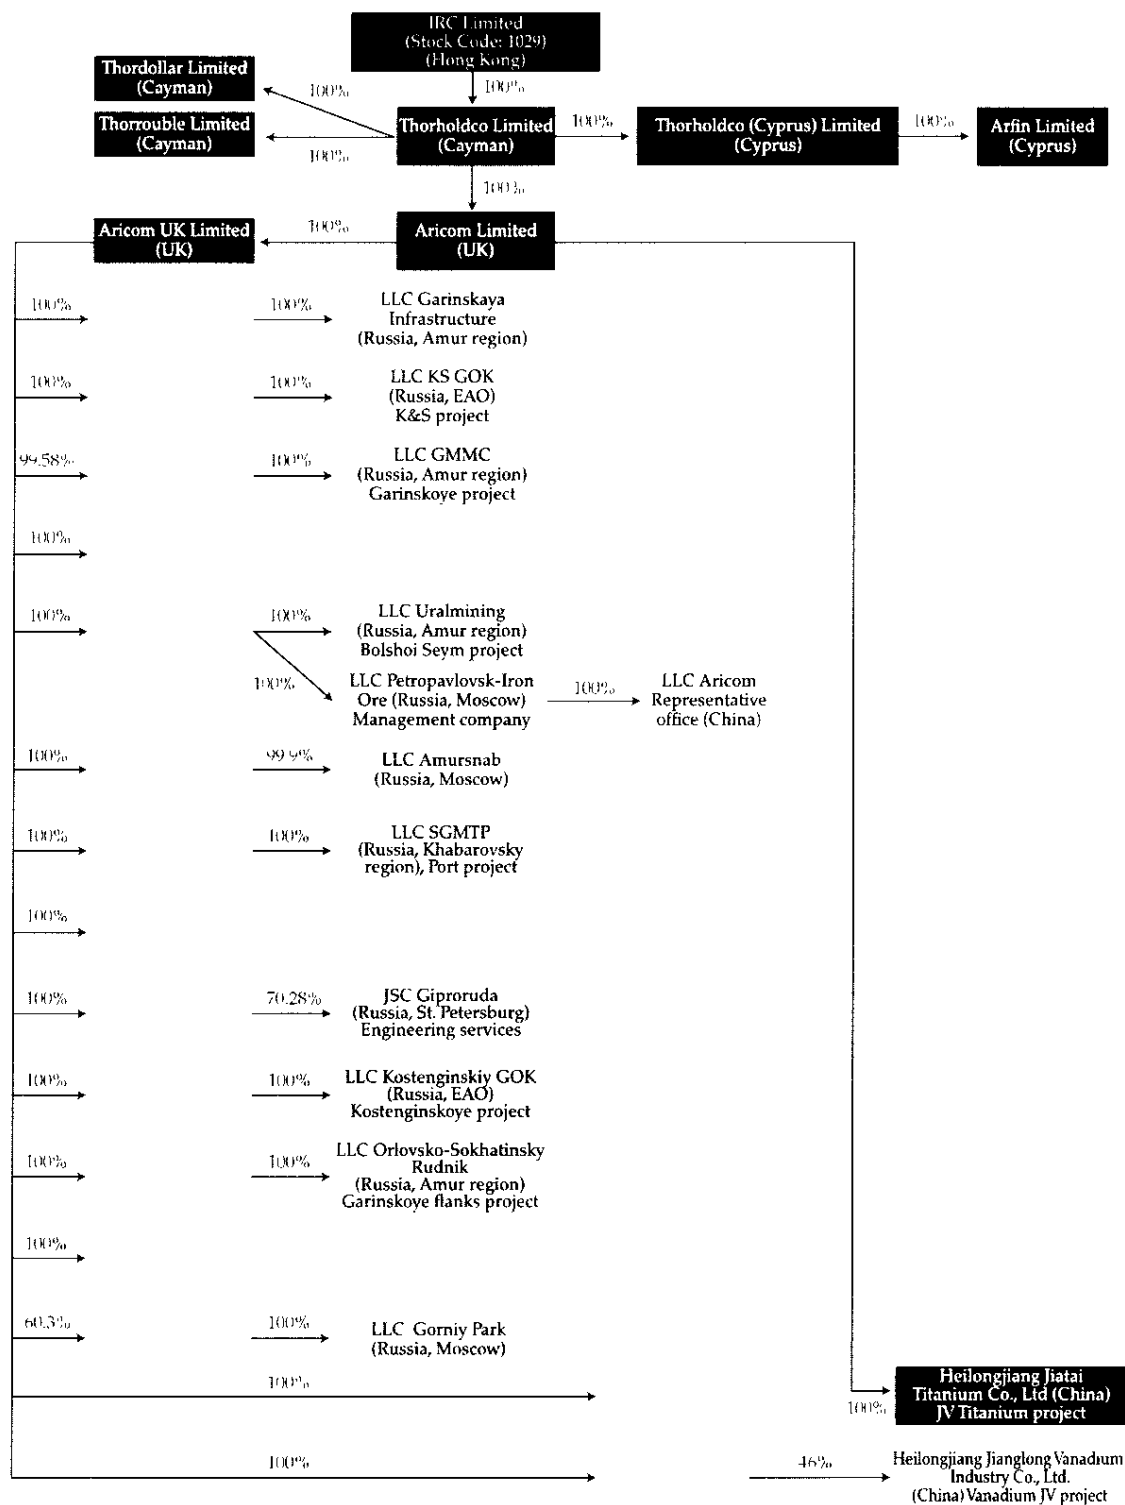 IRC Limited
(Stock Code: 1029)
(Hong Kong)
100%
Thordollar Limited
(Cayman)
100%
Thorrouble Limited
(Cayman)
100%
Thorholdco Limited
(Cayman)
100%
Thorholdco (Cyprus) Limited
(Cyprus)
100%
Arfin Limited
(Cyprus)
100%
Aricom UK Limited
(UK)
100%
Aricom Limited
(UK)
100%
100%
LLC Garinskaya
Infrastructure
(Russia, Amur region)
100%
100%
LLC KS GOK
(Russia, EAO)
K&S project
99.58%
100%
LLC GMMC
(Russia, Amur region)
Garinskoye project
100%
100%
100%
LLC Uralmining
(Russia, Amur region)
Bolshoi Seym project
100%
LLC Petropavlovsk-Iron
Ore (Russia, Moscow)
Management company
100%
LLC Aricom
Representative
office (China)
100%
99.9%
LLC Amursnab
(Russia, Moscow)
100%
100%
LLC SGMTP
(Russia, Khabarovsky
region), Port project
100%
100%
70.28%
JSC Giproruda
(Russia, St. Petersburg)
Engineering services
100%
100%
LLC Kostenginskiy GOK
(Russia, EAO)
Kostenginskoye project
100%
100%
LLC Orlovsko-Sokhatinsky
Rudnik
(Russia, Amur region)
Garinskoye flanks project
100%
60.3%
100%
LLC Gorniy Park
(Russia, Moscow)
100%
100%
Heilongjiang Jiatai
Titanium Co., Ltd (China)
JV Titanium project
100%
46%
Heilongjiang Jianglong Vanadium
Industry Co., Ltd.
(China) Vanadium JV project